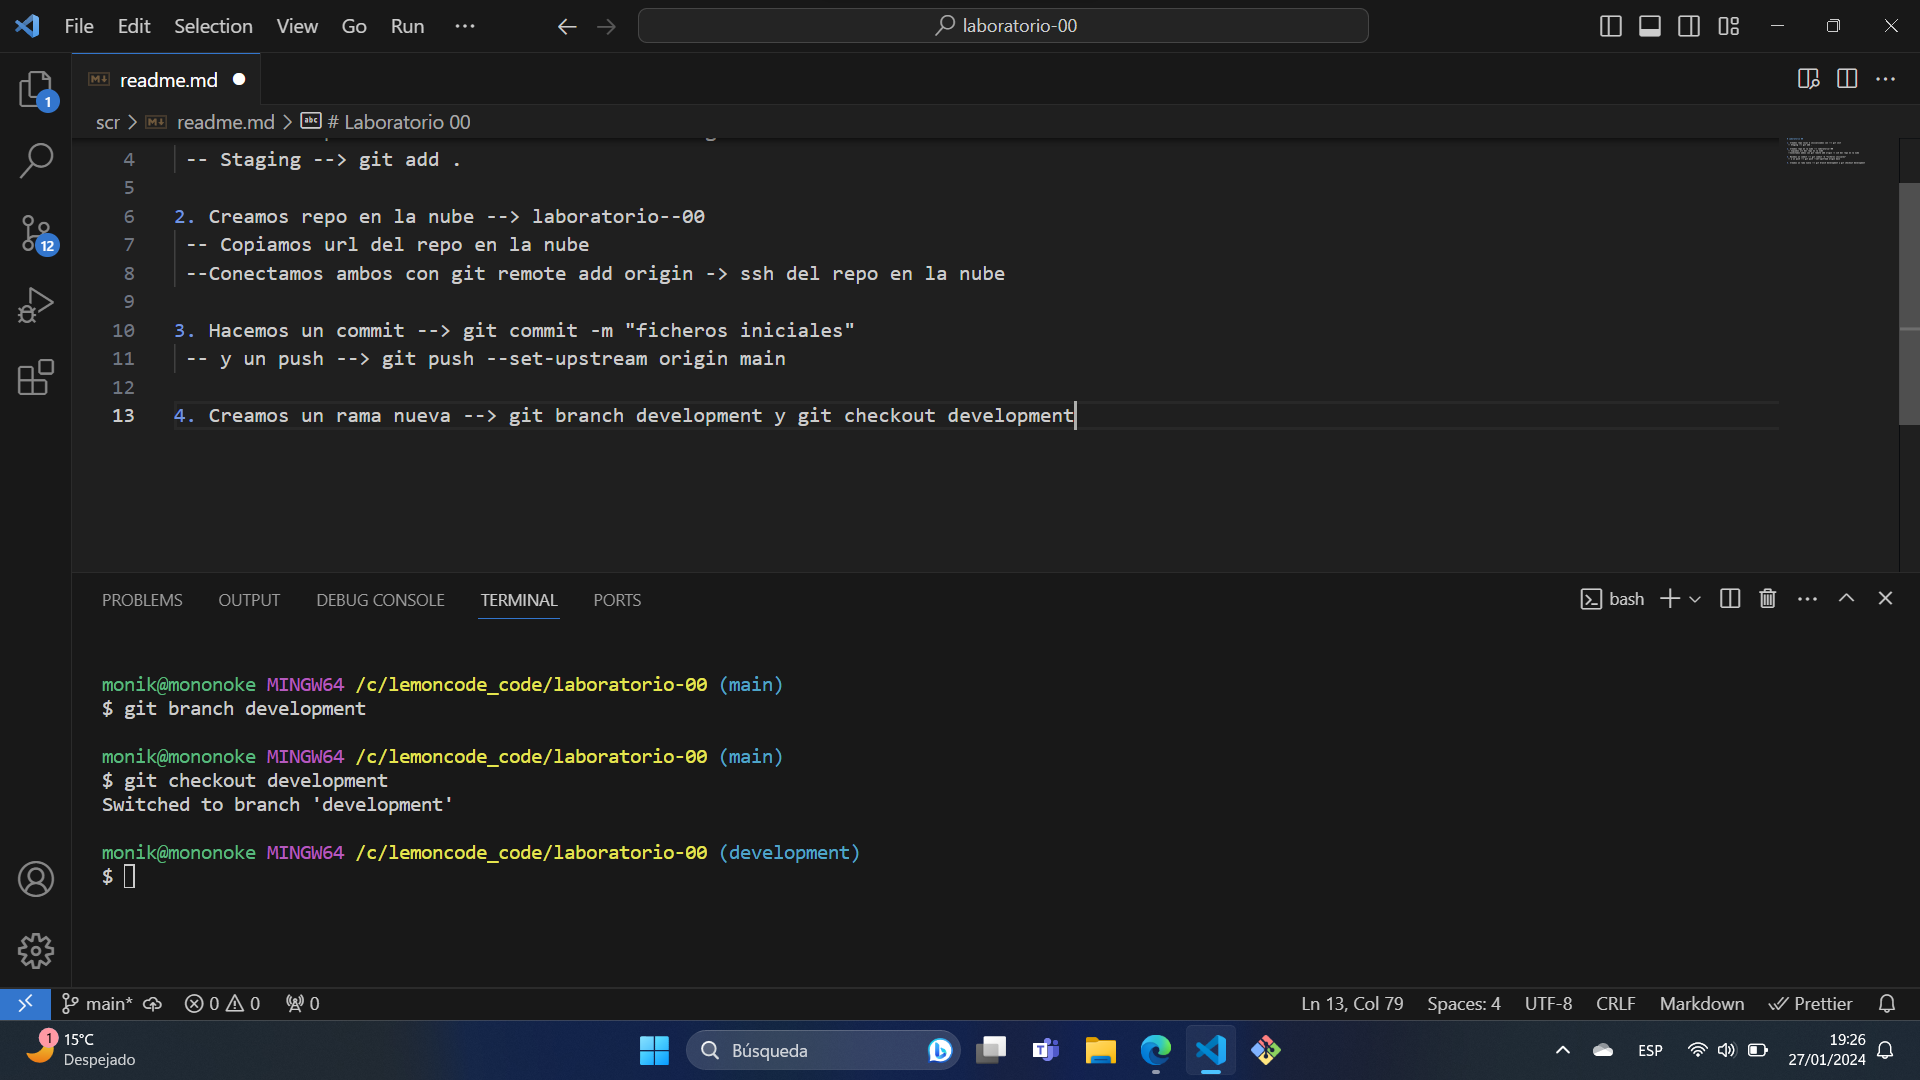 File Edit Selection View Go Run ···
laboratorio-00
readme.md
1
scr > readme.md > # Laboratorio 00
4 -- Staging --> git add .
5
6 2. Creamos repo en la nube --> laboratorio--00
7 -- Copiamos url del repo en la nube
8 --Conectamos ambos con git remote add origin -> ssh del repo en la nube
9
10 3. Hacemos un commit --> git commit -m "ficheros iniciales"
11 -- y un push --> git push --set-upstream origin main
12
13 4. Creamos un rama nueva --> git branch development y git checkout development
12
PROBLEMS OUTPUT DEBUG CONSOLE TERMINAL PORTS
bash
monik@mononoke MINGW64 /c/lemoncode_code/laboratorio-00 (main)
$ git branch development
monik@mononoke MINGW64 /c/lemoncode_code/laboratorio-00 (main)
$ git checkout development
Switched to branch 'development'
monik@mononoke MINGW64 /c/lemoncode_code/laboratorio-00 (development)
$
main* 0 0 0
Ln 13, Col 79 Spaces: 4 UTF-8 CRLF Markdown Prettier
1 15°C
Despejado
Búsqueda
ESP
19:26
27/01/2024